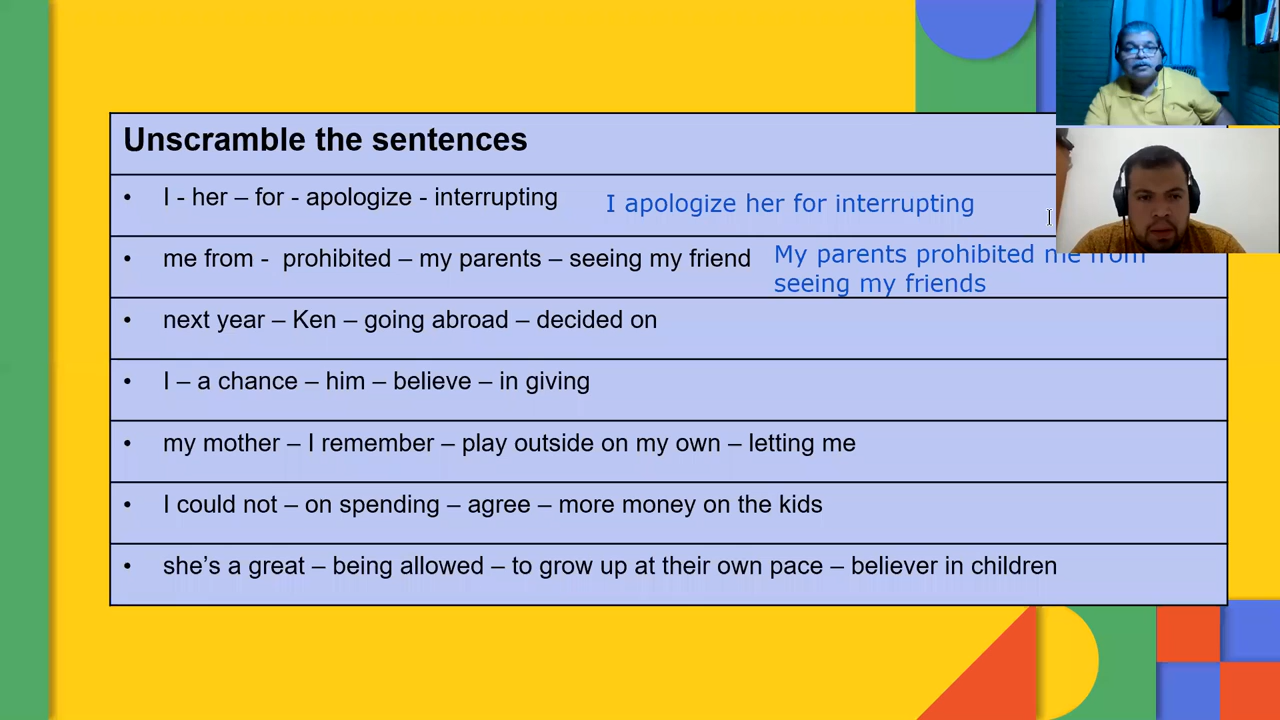 Unscramble the sentences
• I - her – for - apologize - interrupting I apologize her for interrupting
• me from - prohibited – my parents – seeing my friend My parents prohibited me from
seeing my friends
• next year – Ken – going abroad – decided on
• I – a chance – him – believe – in giving
• my mother – I remember – play outside on my own – letting me
• I could not – on spending – agree – more money on the kids
• she’s a great – being allowed – to grow up at their own pace – believer in children